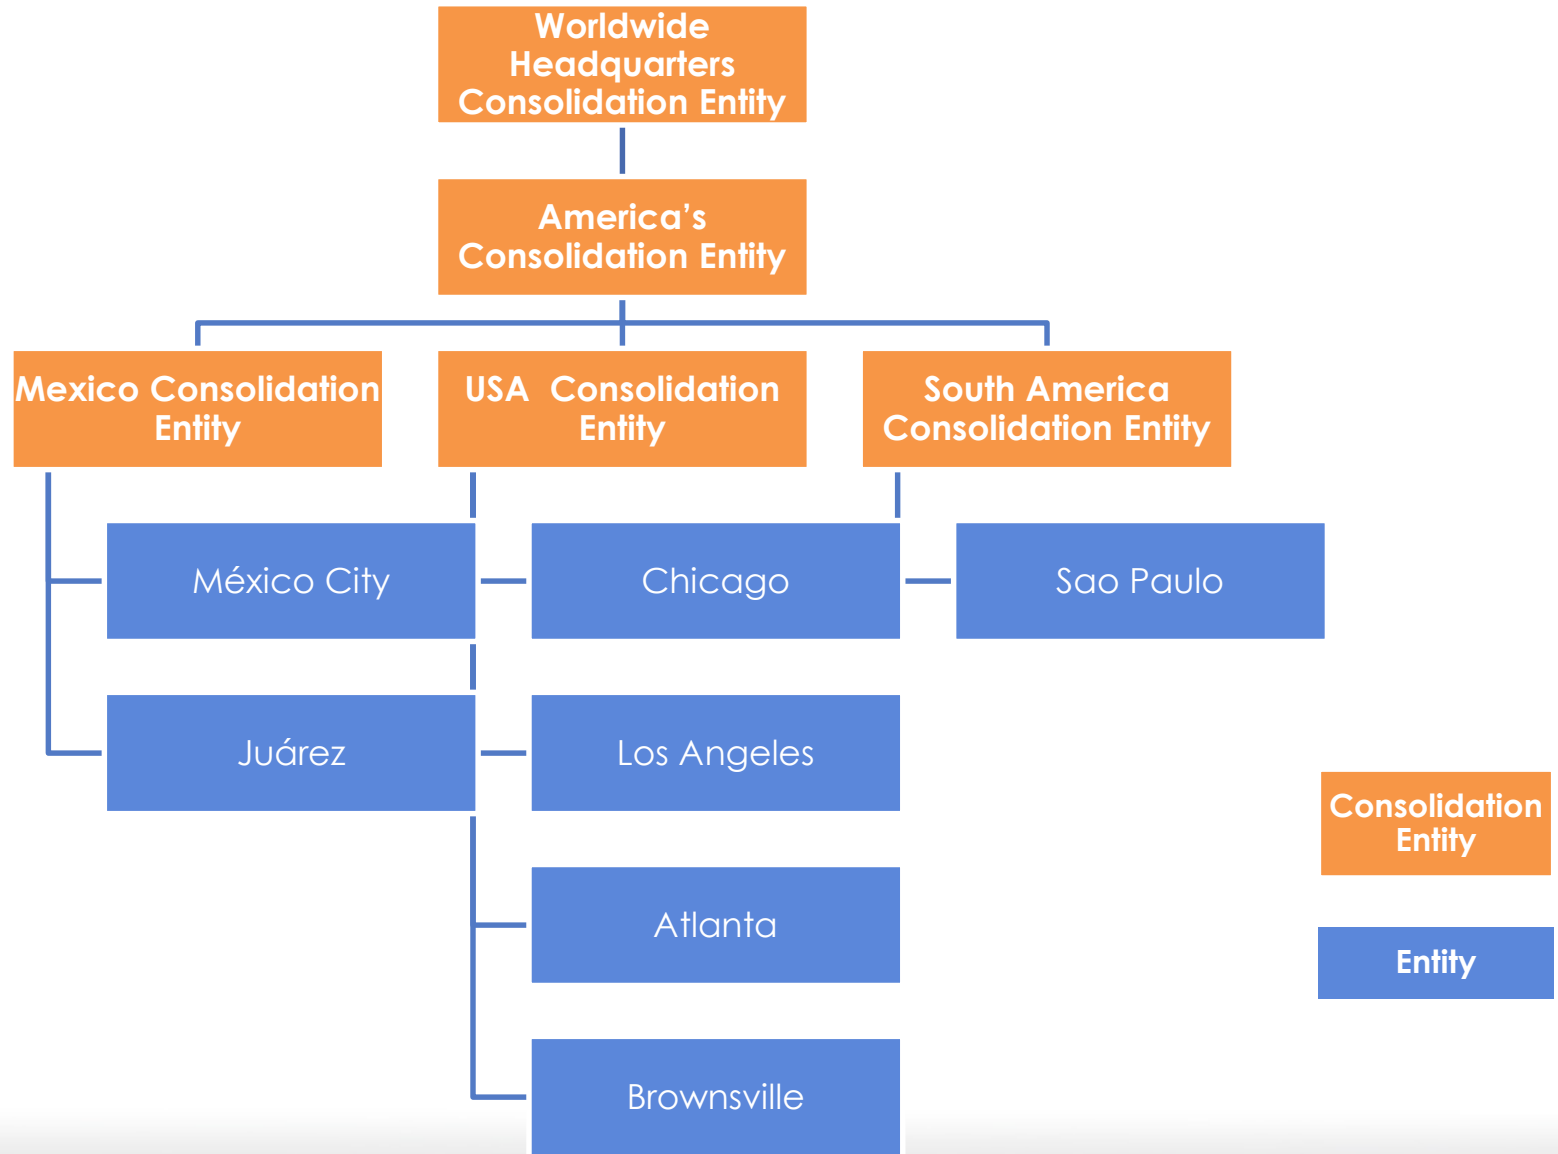 Worldwide
Headquarters
Consolidation Entity
America’s
Consolidation Entity
Mexico Consolidation
Entity
USA  Consolidation
Entity
South America
Consolidation Entity
México City
Chicago
Sao Paulo
Juárez
Los Angeles
Consolidation
Entity
Atlanta
Entity
Brownsville